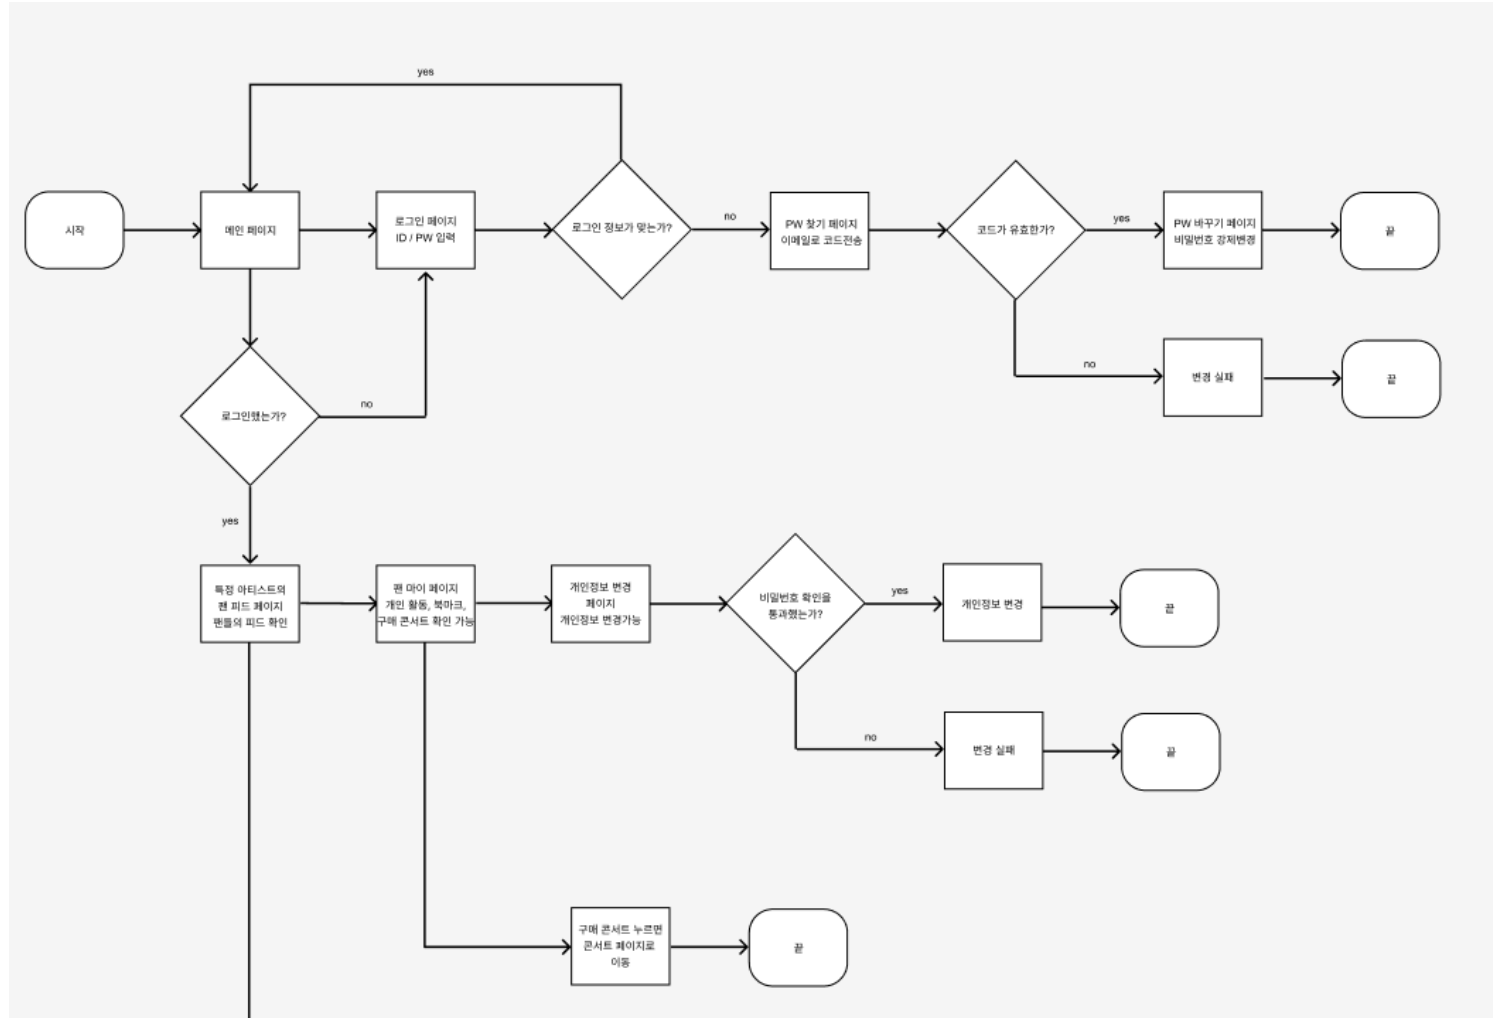 yes
시작
메인 페이지
로그인 페이지
ID / PW 입력
로그인 정보가 맞는가?
no
PW 찾기 페이지
이메일로 코드전송
코드가 유효한가?
yes
PW 바꾸기 페이지
비밀번호 강제변경
끝
no
변경 실패
끝
로그인했는가?
no
yes
특정 아티스트의
팬 피드 페이지
팬들의 피드 확인
팬 마이 페이지
개인 활동, 북마크,
구매 콘서트 확인 가능
개인정보 변경
페이지
개인정보 변경가능
비밀번호 확인을
통과했는가?
yes
개인정보 변경
끝
no
변경 실패
끝
구매 콘서트 누르면
콘서트 페이지로
이동
끝